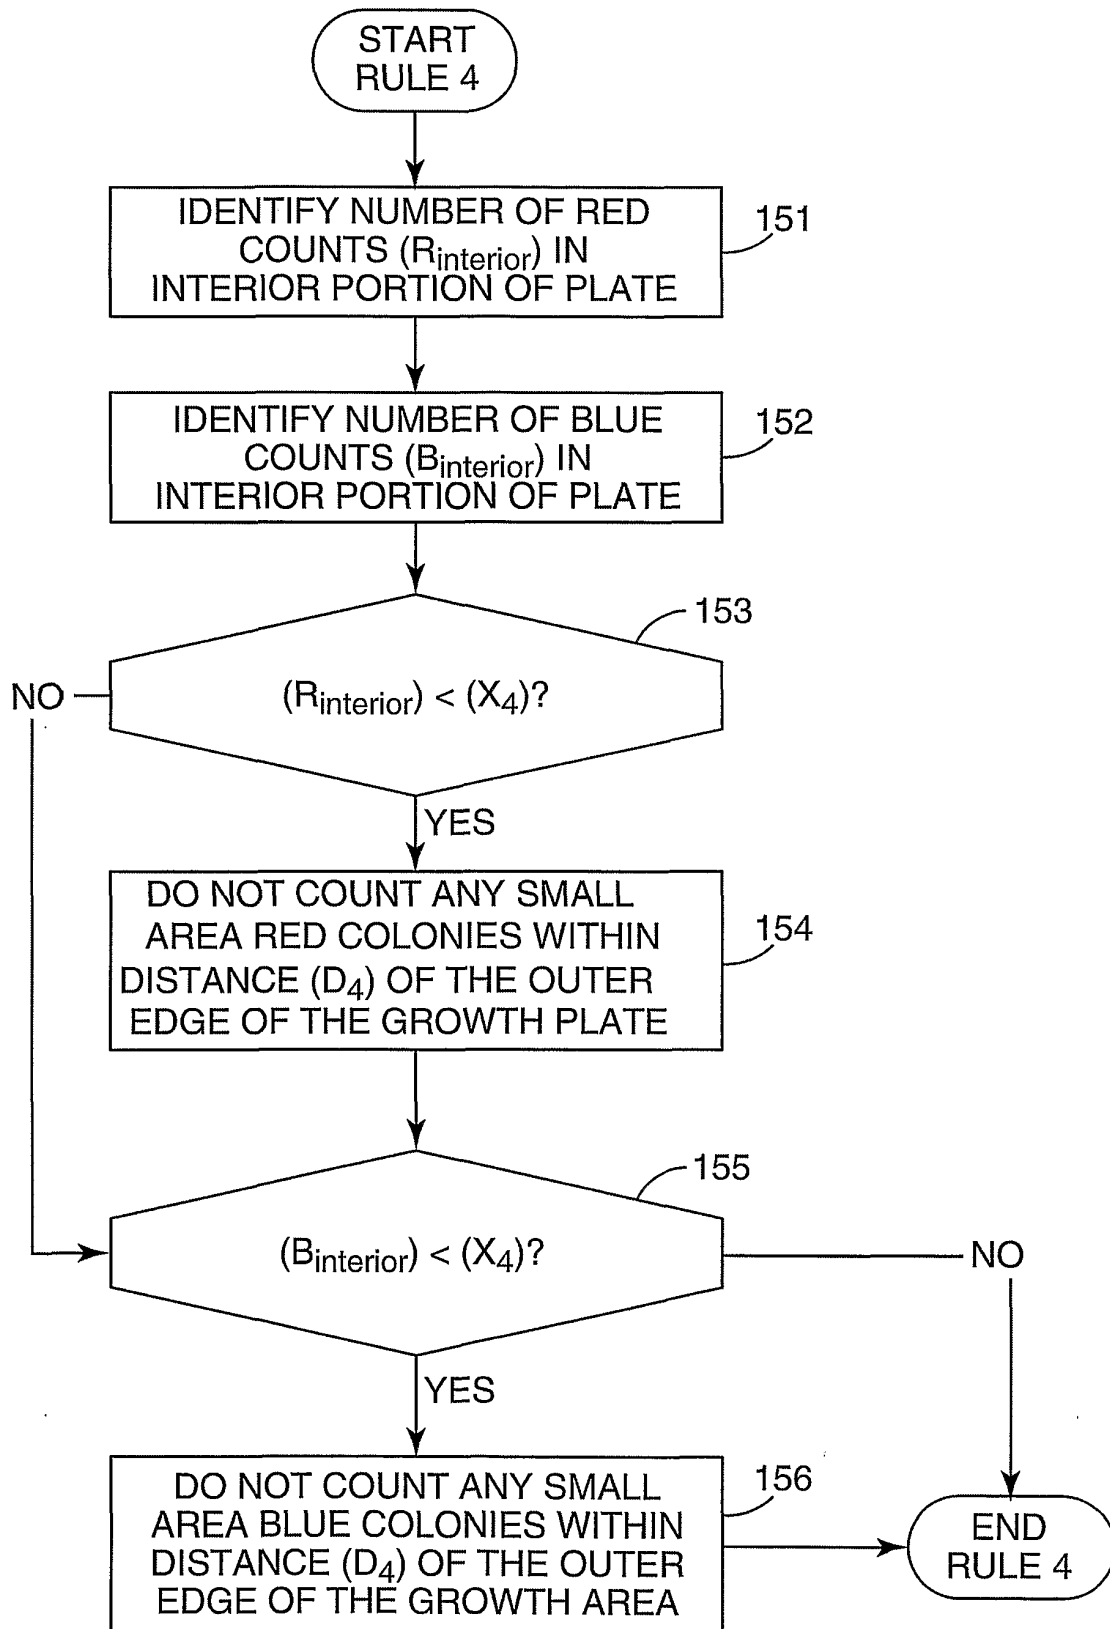 START
RULE 4
IDENTIFY NUMBER OF RED
COUNTS (Rinterior) IN
INTERIOR PORTION OF PLATE
151
IDENTIFY NUMBER OF BLUE
COUNTS (Binterior) IN
INTERIOR PORTION OF PLATE
152
153
NO
(Rinterior) < (X4)?
YES
DO NOT COUNT ANY SMALL
AREA RED COLONIES WITHIN
DISTANCE (D4) OF THE OUTER
EDGE OF THE GROWTH PLATE
154
155
(Binterior) < (X4)?
NO
YES
DO NOT COUNT ANY SMALL
AREA BLUE COLONIES WITHIN
DISTANCE (D4) OF THE OUTER
EDGE OF THE GROWTH AREA
156
END
RULE 4